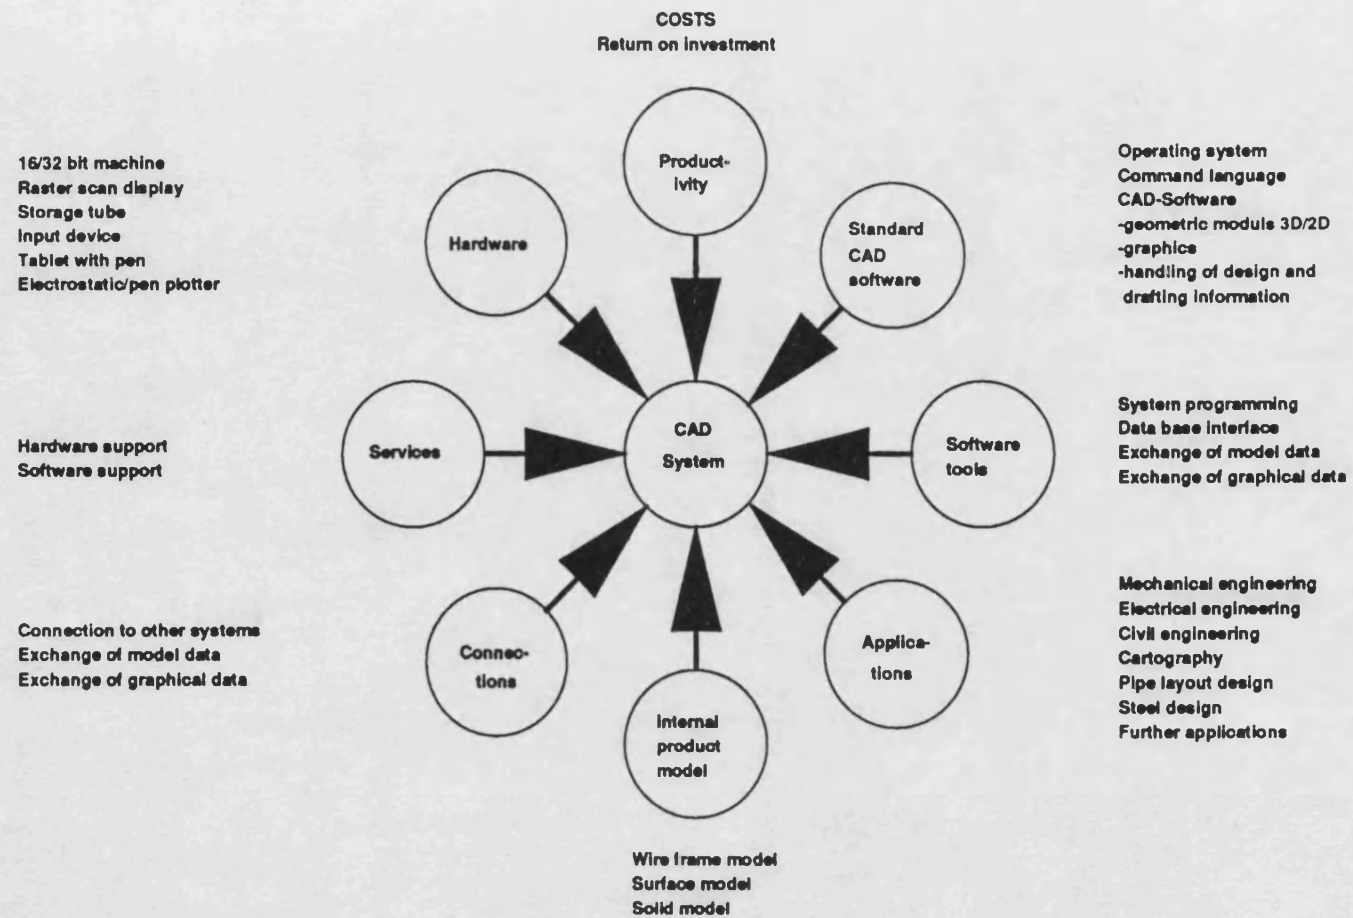 COSTS
Return on investment
Product-
ivity
16/32 bit machine
Raster scan display
Storage tube
Input device
Tablet with pen
Electrostatic/pen plotter
Hardware
Standard
CAD
software
Operating system
Command language
CAD-Software
-geometric moduls 3D/2D
-graphics
-handling of design and
drafting information
Hardware support
Software support
Services
CAD
System
Software
tools
System programming
Data base interface
Exchange of model data
Exchange of graphical data
Connection to other systems
Exchange of model data
Exchange of graphical data
Connec-
tions
Internal
product
model
Applica-
tions
Mechanical engineering
Electrical engineering
Civil engineering
Cartography
Pipe layout design
Steel design
Further applications
Wire frame model
Surface model
Solid model